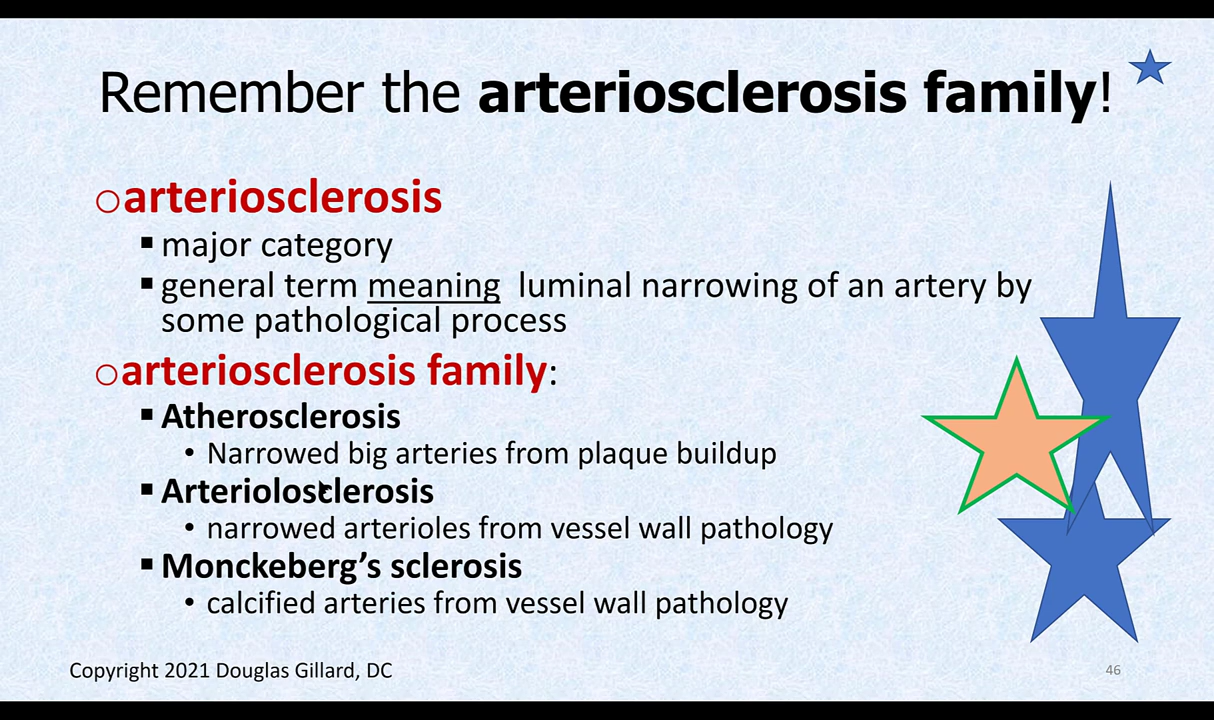 Remember the arteriosclerosis family!
arteriosclerosis
major category
general term meaning luminal narrowing of an artery by
some pathological process
arteriosclerosis family:
Atherosclerosis
Narrowed big arteries from plaque buildup
Arteriolosclerosis
narrowed arterioles from vessel wall pathology
Monckeberg's sclerosis
calcified arteries from vessel wall pathology
Copyright 2021 Douglas Gillard, DC
46